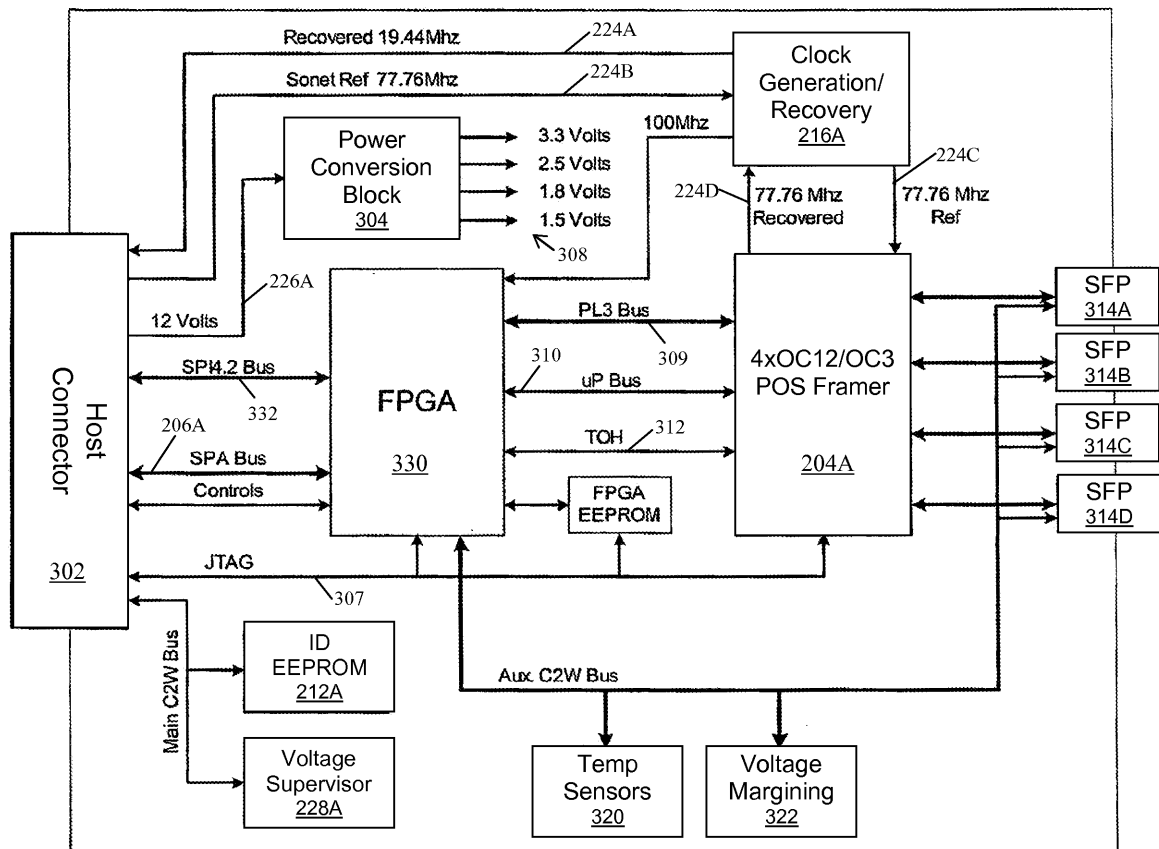 Recovered 19.44Mhz
224A
Sonet Ref 77.76Mhz
224B
Clock
Generation/
Recovery
216A
100Mhz
Power
Conversion
Block
304
3.3 Volts
2.5 Volts
1.8 Volts
1.5 Volts
308
224D
77.76 Mhz
Recovered
224C
77.76 Mhz
Ref
226A
12 Volts
Host
Connector
302
SPI4.2 Bus
332
206A
SPA Bus
Controls
JTAG
307
FPGA
330
PL3 Bus
309
310
uP Bus
TOH
312
FPGA
EEPROM
4xOC12/OC3
POS Framer
204A
SFP
314A
SFP
314B
SFP
314C
SFP
314D
Main C2W Bus
ID
EEPROM
212A
Voltage
Supervisor
228A
Aux. C2W Bus
Temp
Sensors
320
Voltage
Margining
322